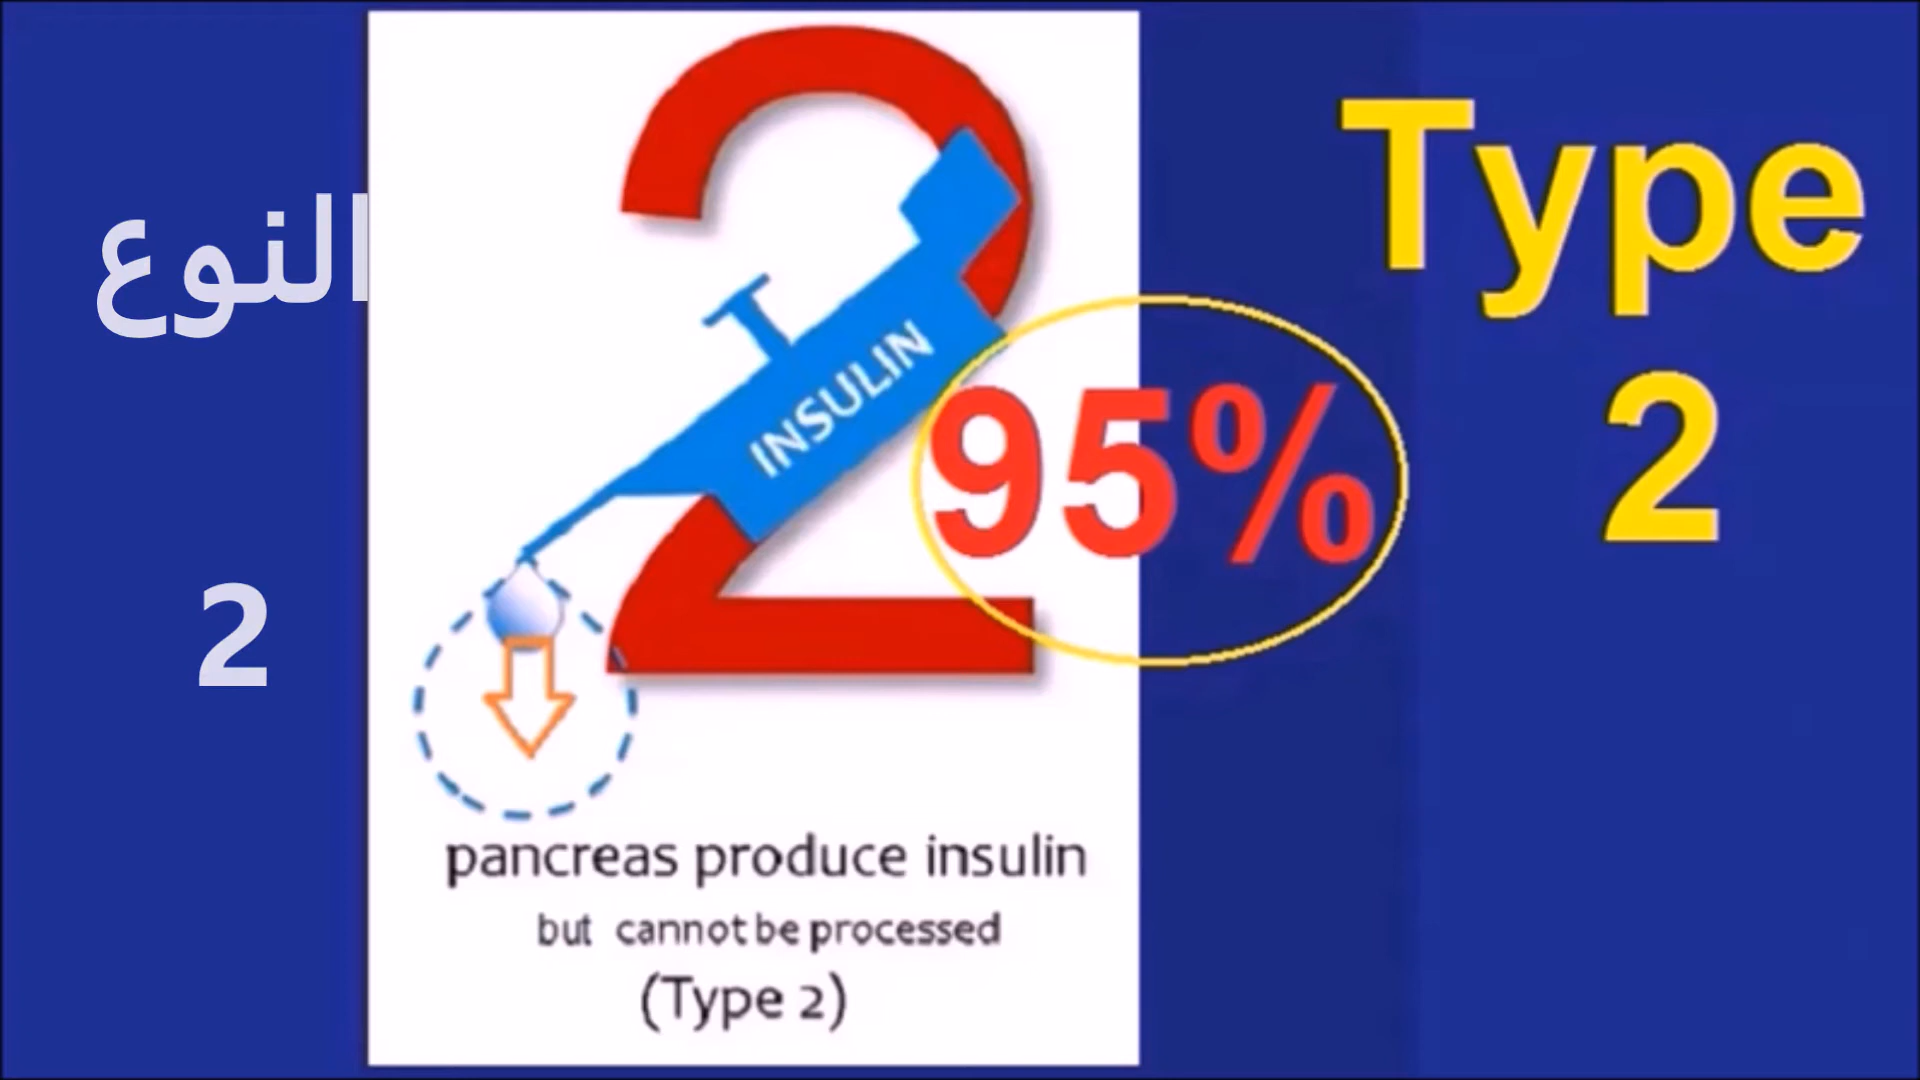 النوع
2
INSULIN
95%
pancreas produce insulin
but cannot be processed
(Type 2)
Type
2